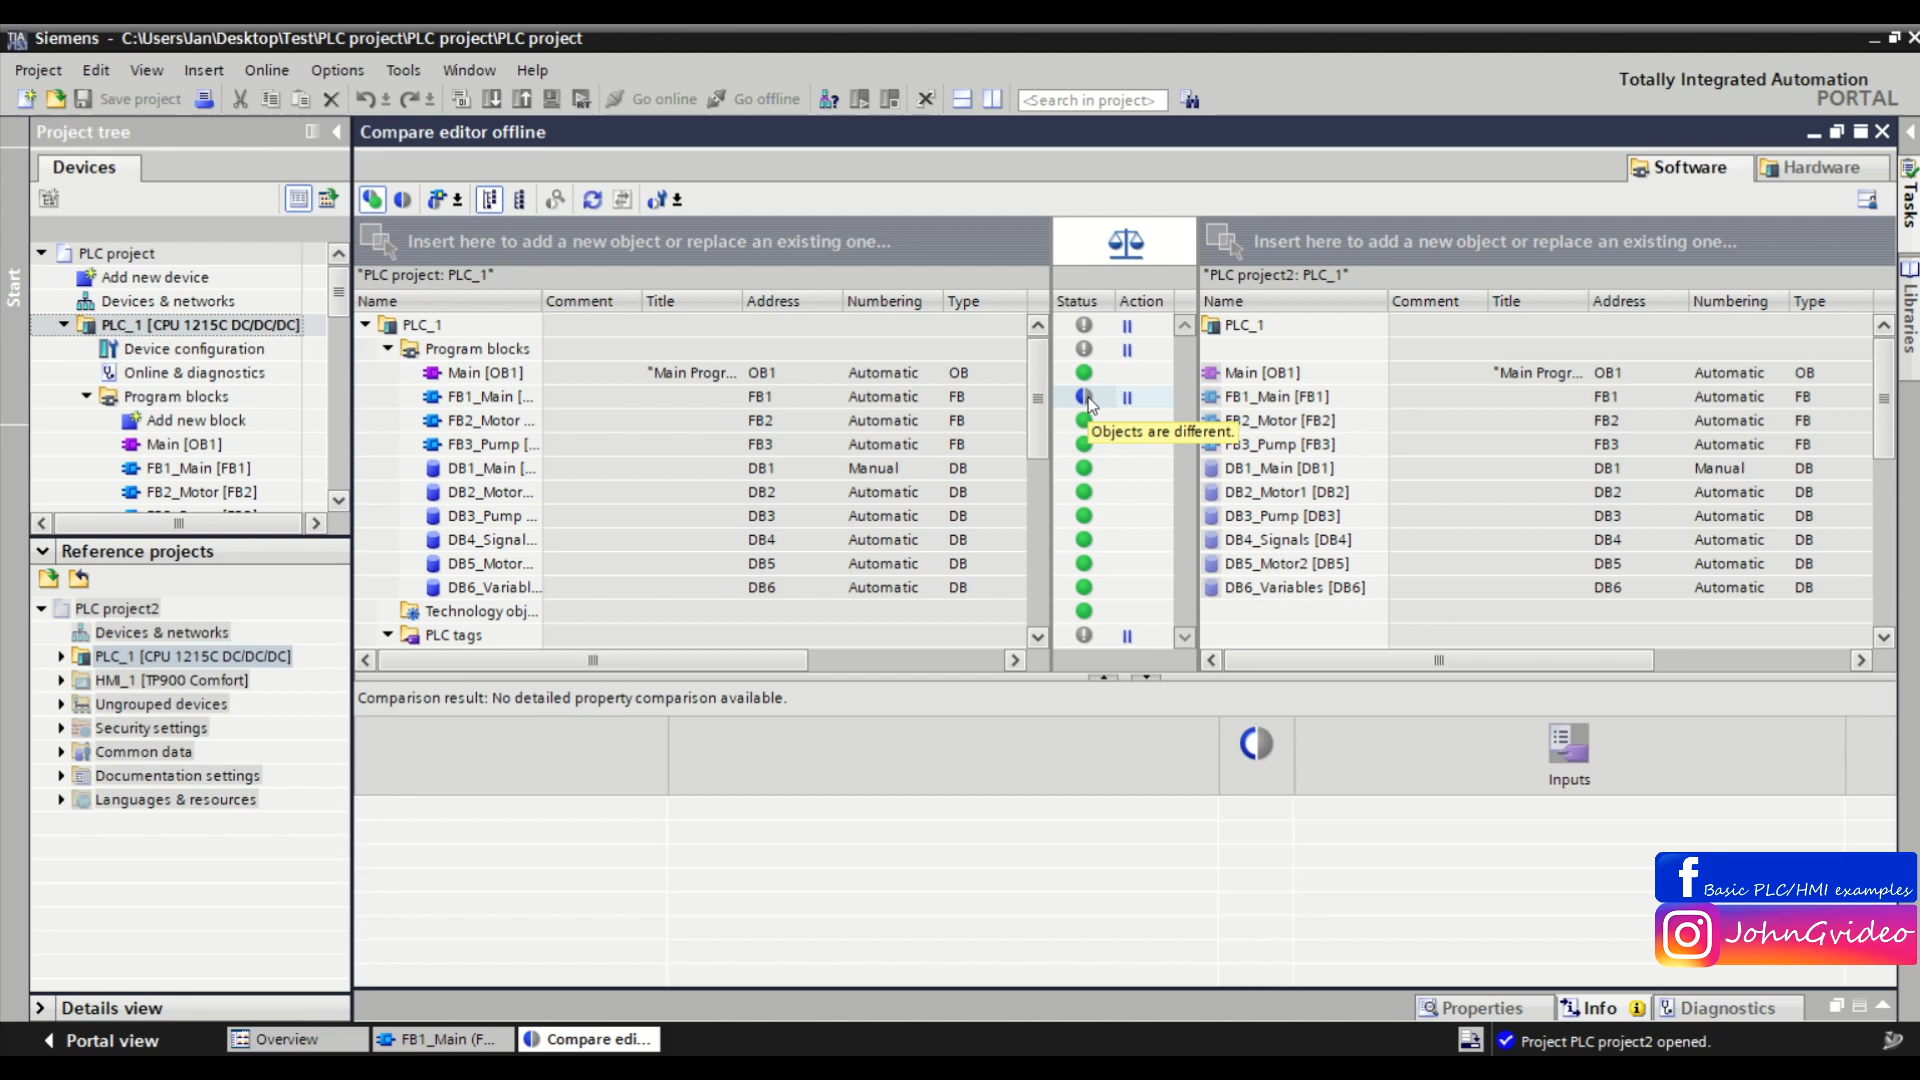 Siemens - C:\Users\Jan\Desktop\Test\PLC project\PLC project\PLC project
Project Edit View Insert Online Options Tools Window Help
Totally Integrated Automation
PORTAL
Save project Go online Go offline <Search in project>
Project tree
Compare editor offline
Devices
Software Hardware
Start
Tasks
Libraries
Insert here to add a new object or replace an existing one...
Insert here to add a new object or replace an existing one...
"PLC project: PLC_1"
"PLC project2: PLC_1"
Name Comment Title Address Numbering Type Status Action Name Comment Title Address Numbering Type
PLC_1 PLC_1
Program blocks
Main [OB1] "Main Progr... OB1 Automatic OB Main [OB1] "Main Progr... OB1 Automatic OB
FB1_Main [... FB1 Automatic FB FB1_Main [FB1] FB1 Automatic FB
FB2_Motor ... FB2 Automatic FB FB2_Motor [FB2] FB2 Automatic FB
Objects are different.
FB3_Pump [... FB3 Automatic FB FB3_Pump [FB3] FB3 Automatic FB
DB1_Main [... DB1 Manual DB DB1_Main [DB1] DB1 Manual DB
DB2_Motor... DB2 Automatic DB DB2_Motor1 [DB2] DB2 Automatic DB
DB3_Pump ... DB3 Automatic DB DB3_Pump [DB3] DB3 Automatic DB
DB4_Signal... DB4 Automatic DB DB4_Signals [DB4] DB4 Automatic DB
DB5_Motor... DB5 Automatic DB DB5_Motor2 [DB5] DB5 Automatic DB
DB6_Variabl... DB6 Automatic DB DB6_Variables [DB6] DB6 Automatic DB
Technology obj...
PLC tags
PLC project
Add new device
Devices & networks
PLC_1 [CPU 1215C DC/DC/DC]
Device configuration
Online & diagnostics
Program blocks
Add new block
Main [OB1]
FB1_Main [FB1]
FB2_Motor [FB2]
Reference projects
PLC project2
Devices & networks
PLC_1 [CPU 1215C DC/DC/DC]
HMI_1 [TP900 Comfort]
Ungrouped devices
Security settings
Common data
Documentation settings
Languages & resources
Comparison result: No detailed property comparison available.
Inputs
Basic PLC/HMI examples
JohnGvideo
Details view
Properties Info Diagnostics
Portal view Overview FB1_Main (F... Compare edi... Project PLC project2 opened.